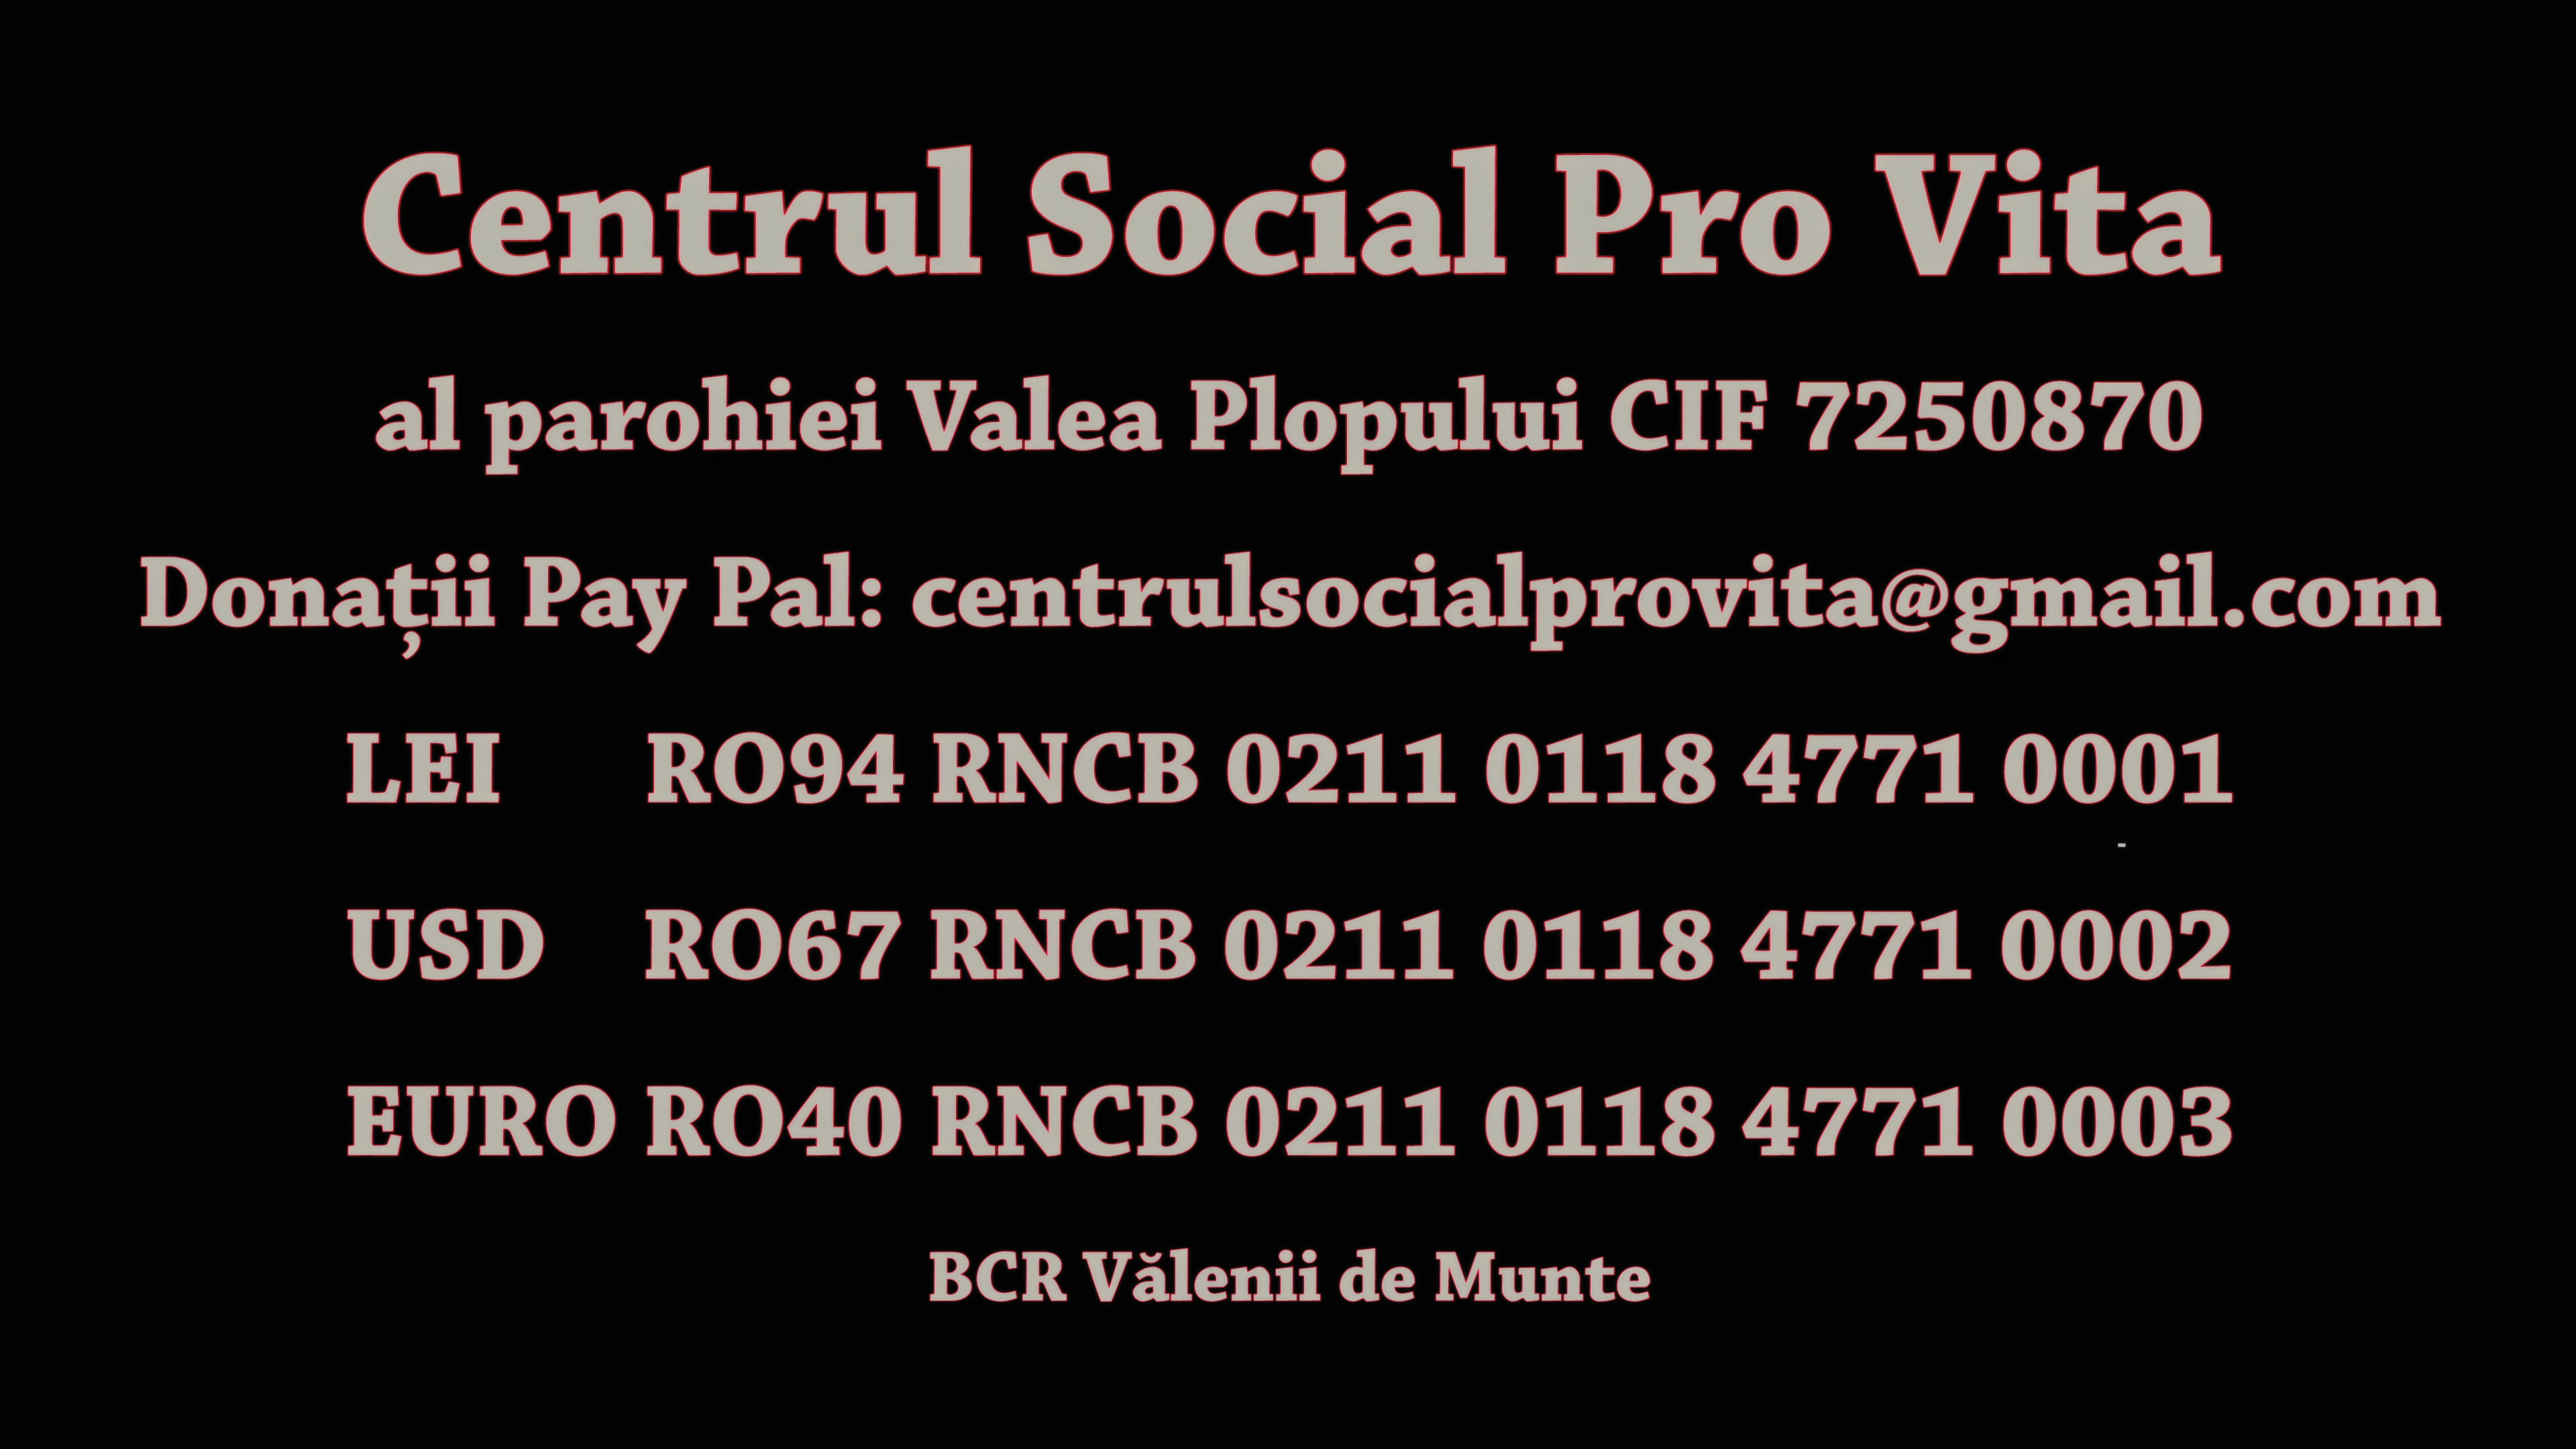 Centrul Social Pro Vita
al parohiei Valea Plopului CIF 7250870
Donații Pay Pal: centrulsocialprovita@gmail.com
LEI RO94 RNCB 0211 0118 4771 0001
-
USD RO67 RNCB 0211 0118 4771 0002
EURO RO40 RNCB 0211 0118 4771 0003
BCR Vălenii de Munte